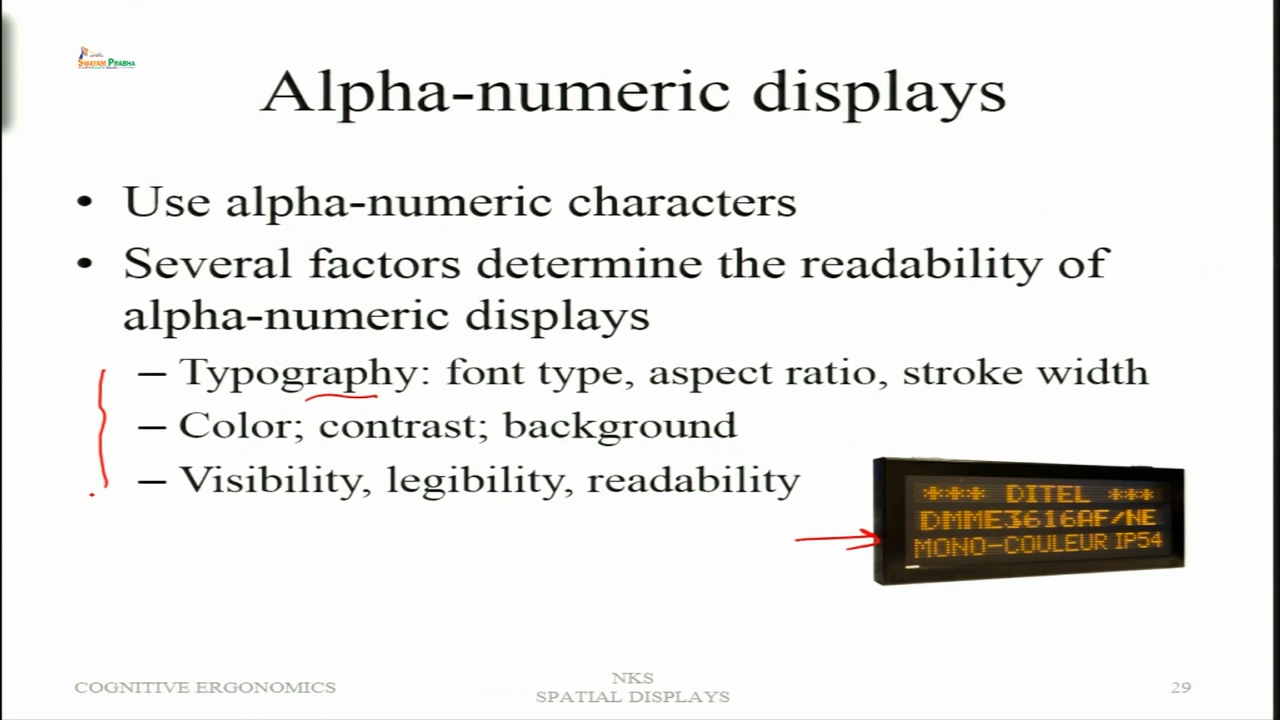 SWAYAM PRABHA
Alpha-numeric displays
• Use alpha-numeric characters
• Several factors determine the readability of
alpha-numeric displays
– Typography: font type, aspect ratio, stroke width
– Color; contrast; background
– Visibility, legibility, readability
*** DITEL ***
DMME3616AF/NE
MONO-COULEUR IP54
COGNITIVE ERGONOMICS
NKS
SPATIAL DISPLAYS
29